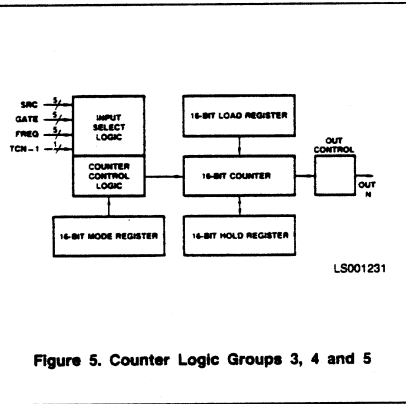 SRC 5
GATE 5
FREQ 5
TCN-1 1
INPUT
SELECT
LOGIC
COUNTER
CONTROL
LOGIC
16-BIT MODE REGISTER
16-BIT LOAD REGISTER
16-BIT COUNTER
16-BIT HOLD REGISTER
OUT
CONTROL
OUT
N
LS001231
Figure 5. Counter Logic Groups 3, 4 and 5